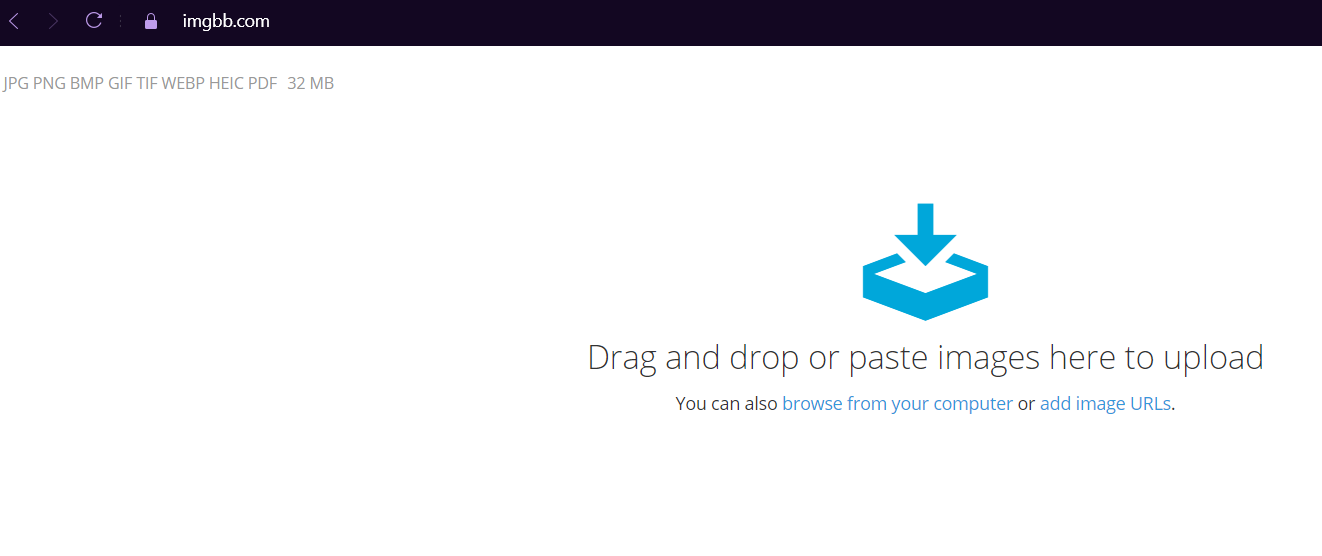 imgbb.com
JPG PNG BMP GIF TIF WEBP HEIC PDF 32 MB
Drag and drop or paste images here to upload
You can also browse from your computer or add image URLs.